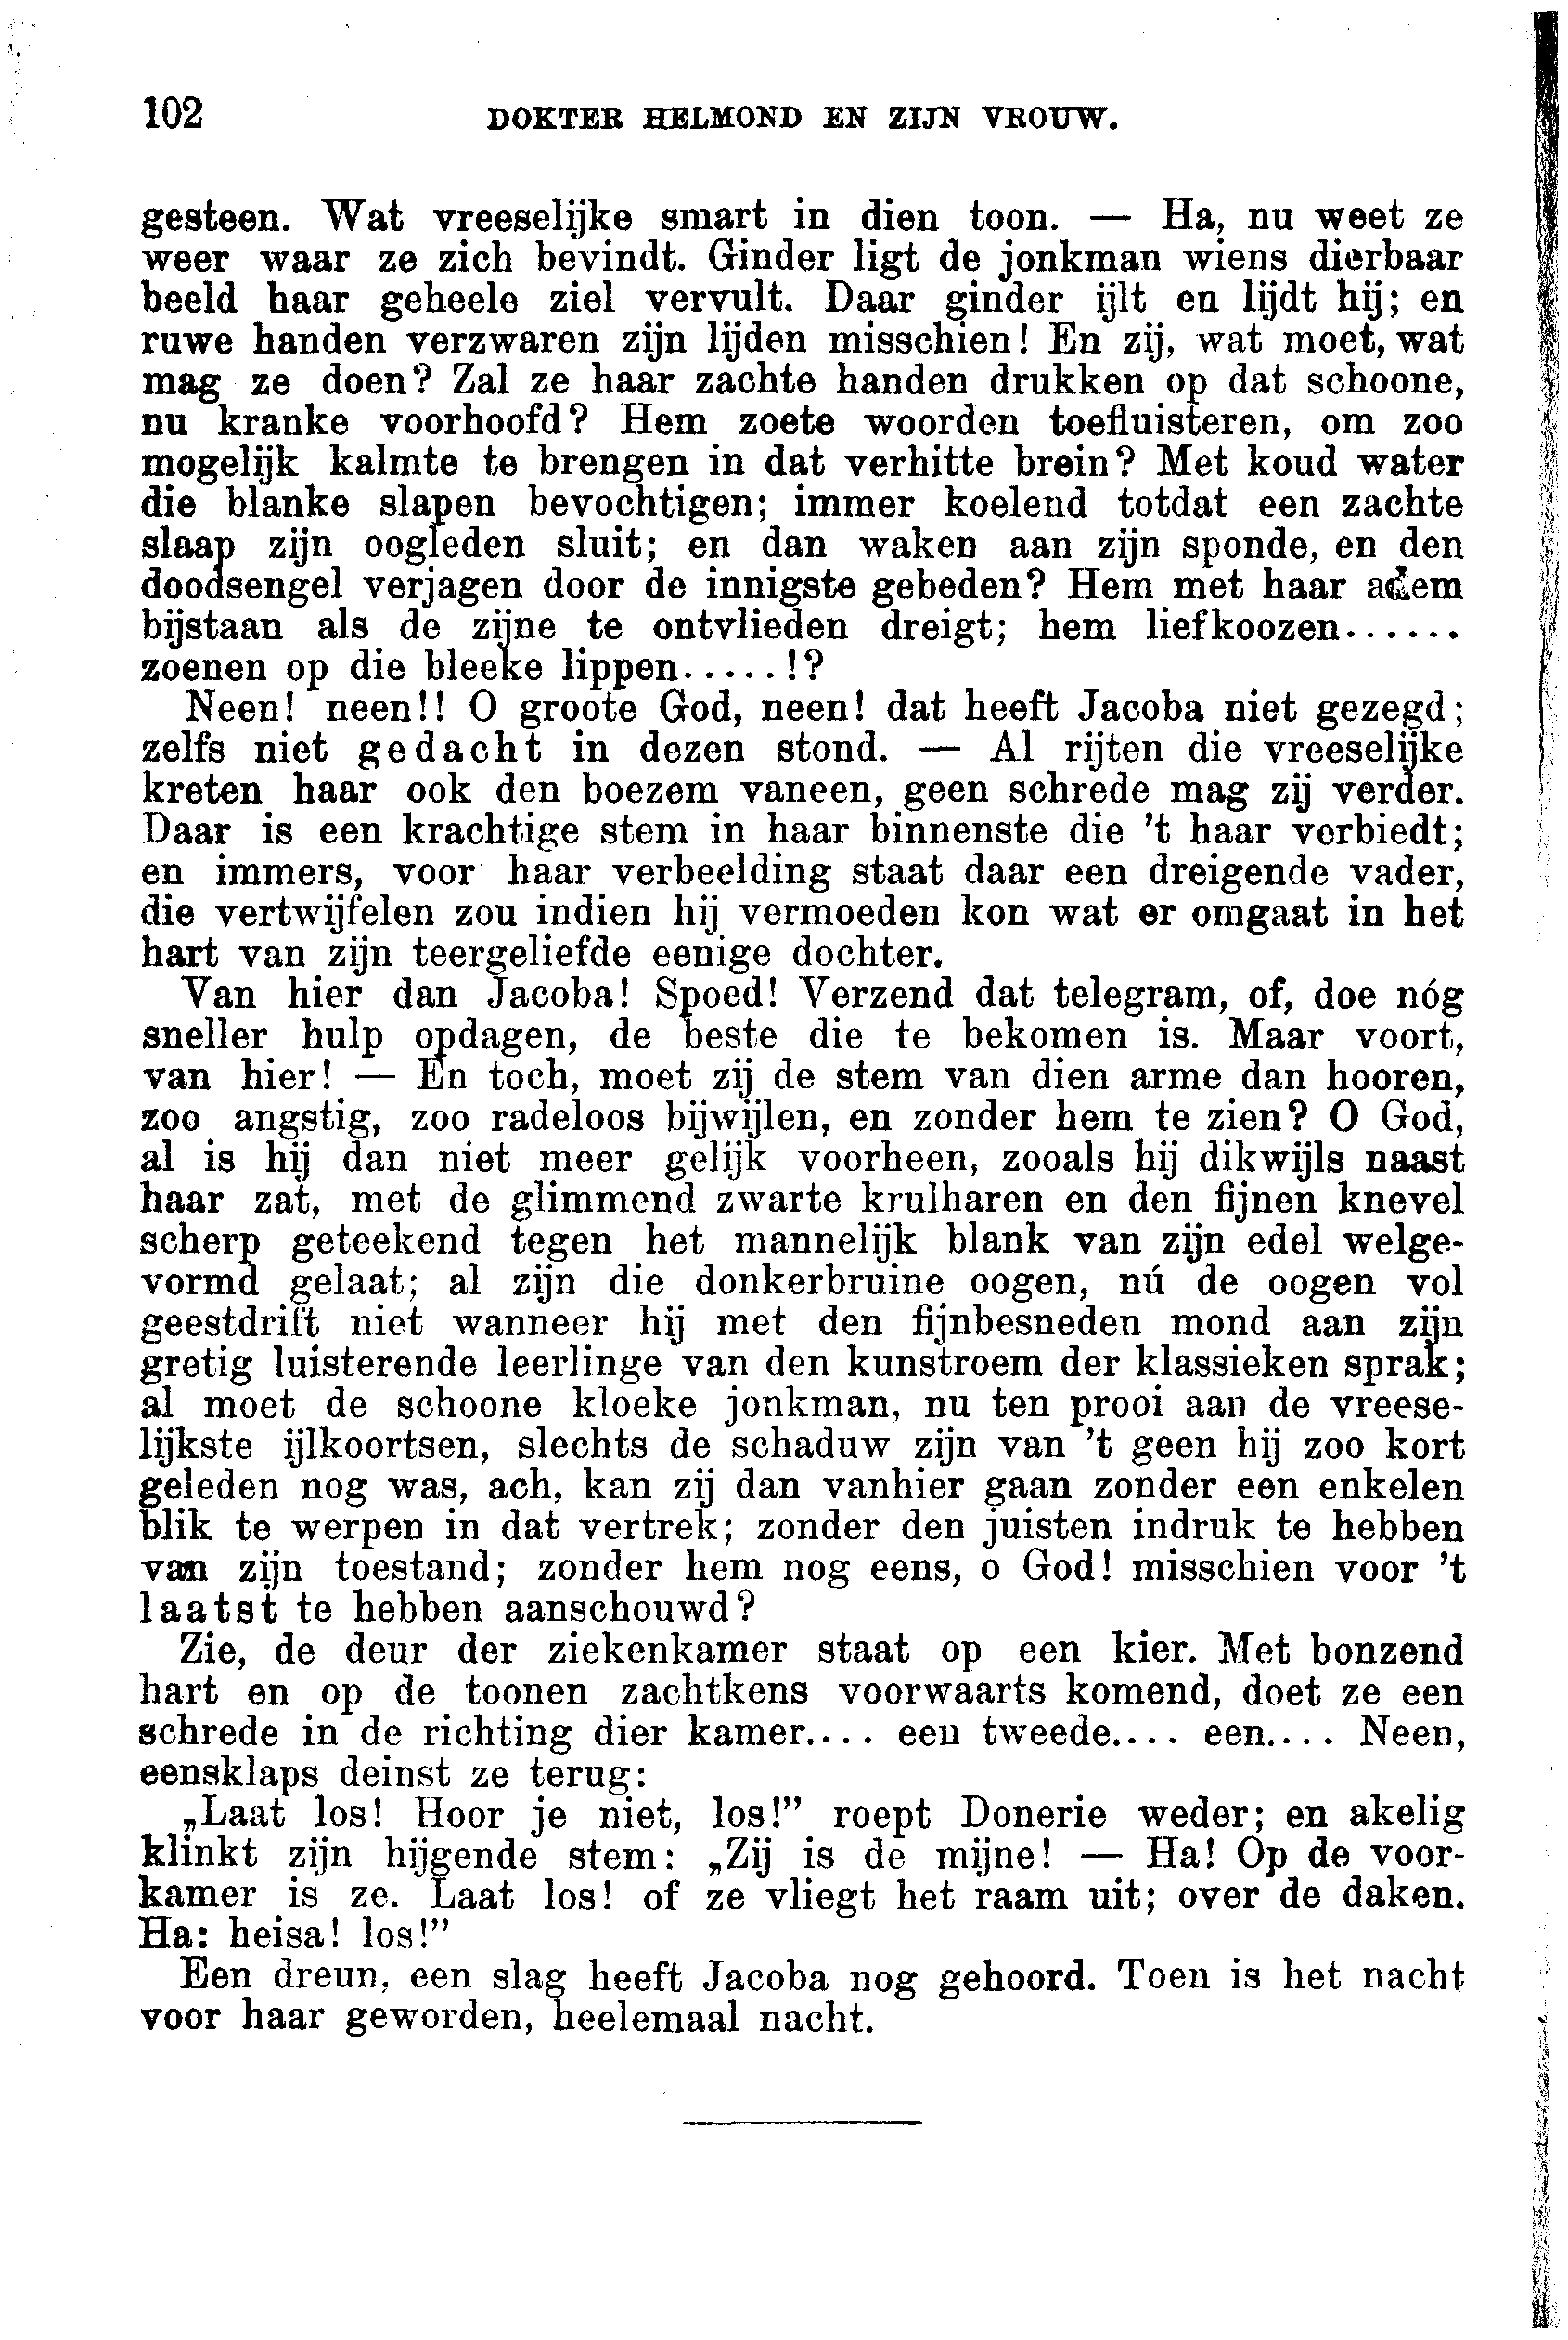 102 DOKTER HELMOND EN ZIJN VROUW.
gesteen. Wat vreeselijke smart in dien toon. — Ha, nu weet ze
weer waar ze zich bevindt. Ginder ligt de jonkman wiens dierbaar
beeld haar geheele ziel vervult. Daar ginder ijlt en lijdt hij; en
ruwe handen verzwaren zijn lijden misschien! En zij, wat moet, wat
mag ze doen? Zal ze haar zachte handen drukken op dat schoone,
nu kranke voorhoofd? Hem zoete woorden toefluisteren, om zoo
mogelijk kalmte te brengen in dat verhitte brein? Met koud water
die blanke slapen bevochtigen; immer koelend totdat een zachte
slaap zijn oogleden sluit; en dan waken aan zijn sponde, en den
doodsengel verjagen door de innigste gebeden? Hem met haar adem
bijstaan als de zijne te ontvlieden dreigt; hem liefkoozen......
zoenen op die bleeke lippen.....!?
Neen! neen!! O groote God, neen! dat heeft Jacoba niet gezegd;
zelfs niet gedacht in dezen stond. — Al rijten die vreeselijke
kreten haar ook den boezem vaneen, geen schrede mag zij verder.
Daar is een krachtige stem in haar binnenste die 't haar verbiedt;
en immers, voor haar verbeelding staat daar een dreigende vader,
die vertwijfelen zou indien hij vermoeden kon wat er omgaat in het
hart van zijn teergeliefde eenige dochter.
Van hier dan Jacoba! Spoed! Verzend dat telegram, of, doe nóg
sneller hulp opdagen, de beste die te bekomen is. Maar voort,
van hier! — En toch, moet zij de stem van dien arme dan hooren,
zoo angstig, zoo radeloos bijwijlen, en zonder hem te zien? O God,
al is hij dan niet meer gelijk voorheen, zooals hij dikwijls naast
haar zat, met de glimmend zwarte krulharen en den fijnen knevel
scherp geteekend tegen het mannelijk blank van zijn edel welge-
vormd gelaat; al zijn die donkerbruine oogen, nú de oogen vol
geestdrift niet wanneer hij met den fijnbesneden mond aan zijn
gretig luisterende leerlinge van den kunstroem der klassieken sprak;
al moet de schoone kloeke jonkman, nu ten prooi aan de vreese-
lijkste ijlkoortsen, slechts de schaduw zijn van 't geen hij zoo kort
geleden nog was, ach, kan zij dan vanhier gaan zonder een enkelen
blik te werpen in dat vertrek; zonder den juisten indruk te hebben
van zijn toestand; zonder hem nog eens, o God! misschien voor 't
laatst te hebben aanschouwd?
Zie, de deur der ziekenkamer staat op een kier. Met bonzend
hart en op de toonen zachtkens voorwaarts komend, doet ze een
schrede in de richting dier kamer.... een tweede.... een.... Neen,
eensklaps deinst ze terug:
„Laat los! Hoor je niet, los!” roept Donerie weder; en akelig
klinkt zijn hijgende stem: „Zij is de mijne! — Ha! Op de voor-
kamer is ze. Laat los! of ze vliegt het raam uit; over de daken.
Ha: heisa! los!”
Een dreun, een slag heeft Jacoba nog gehoord. Toen is het nacht
voor haar geworden, heelemaal nacht.